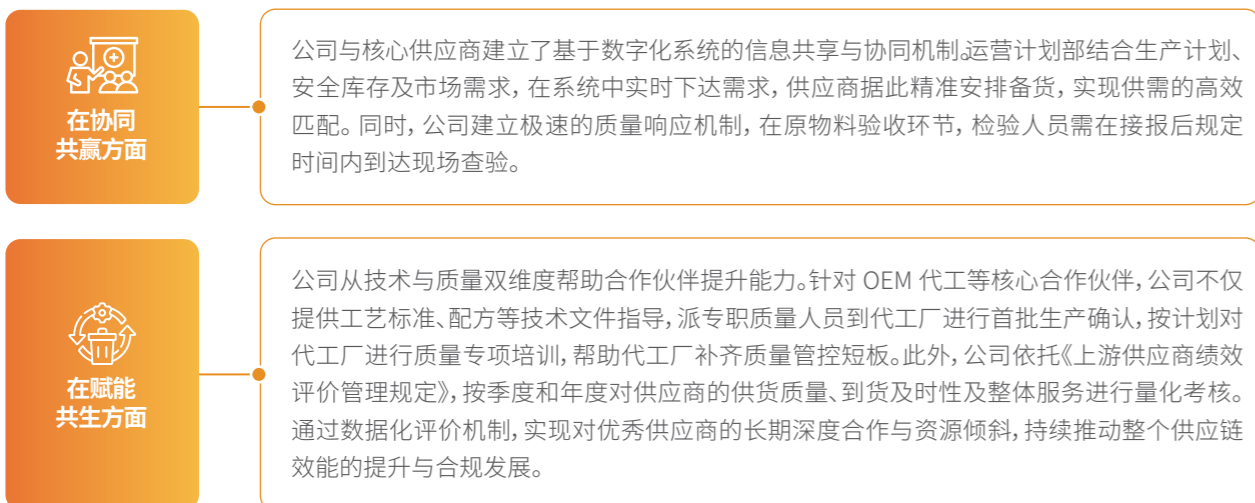 在协同
共赢方面
公司与核心供应商建立了基于数字化系统的信息共享与协同机制。运营计划部结合生产计划、
安全库存及市场需求，在系统中实时下达需求，供应商据此精准安排备货，实现供需的高效
匹配。同时，公司建立极速的质量响应机制，在原物料验收环节，检验人员需在接报后规定
时间内到达现场查验。
在赋能
共生方面
公司从技术与质量双维度帮助合作伙伴提升能力。针对 OEM 代工等核心合作伙伴，公司不仅
提供工艺标准、配方等技术文件指导，派专职质量人员到代工厂进行首批生产确认，按计划对
代工厂进行质量专项培训，帮助代工厂补齐质量管控短板。此外，公司依托《上游供应商绩效
评价管理规定》，按季度和年度对供应商的供货质量、到货及时性及整体服务进行量化考核。
通过数据化评价机制，实现对优秀供应商的长期深度合作与资源倾斜，持续推动整个供应链
效能的提升与合规发展。